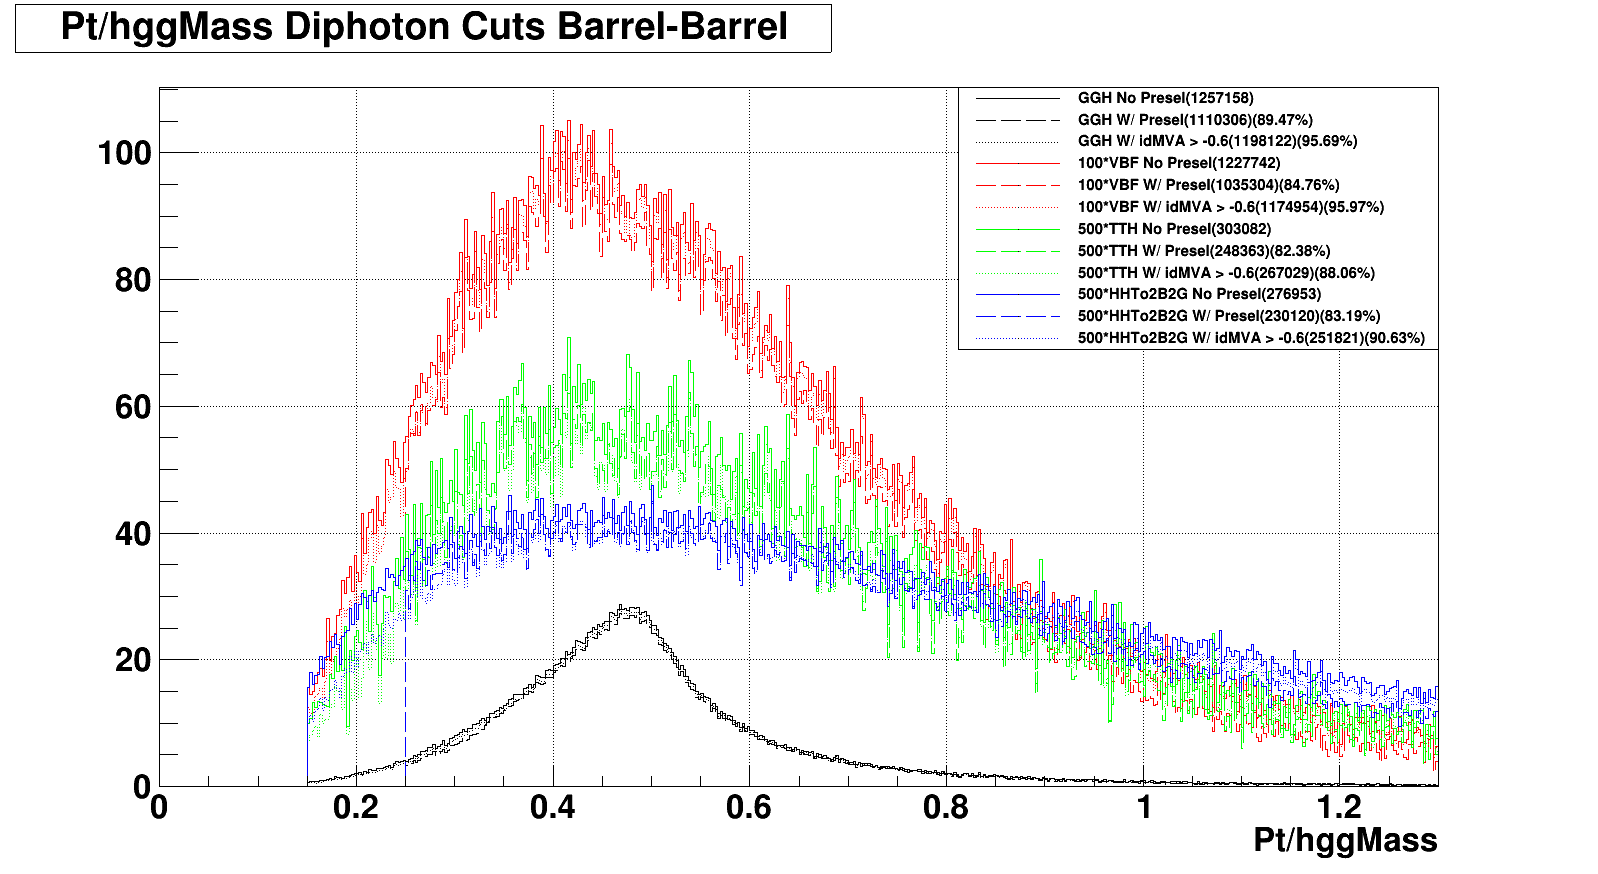 Pt/hggMass Diphoton Cuts Barrel-Barrel
GGH No Presel(1257158)
GGH W/ Presel(1110306)(89.47%)
GGH W/ idMVA > -0.6(1198122)(95.69%)
100*VBF No Presel(1227742)
100*VBF W/ Presel(1035304)(84.76%)
100*VBF W/ idMVA > -0.6(1174954)(95.97%)
500*TTH No Presel(303082)
500*TTH W/ Presel(248363)(82.38%)
500*TTH W/ idMVA > -0.6(267029)(88.06%)
500*HHTo2B2G No Presel(276953)
500*HHTo2B2G W/ Presel(230120)(83.19%)
500*HHTo2B2G W/ idMVA > -0.6(251821)(90.63%)
100
80
60
40
20
0
0 0.2 0.4 0.6 0.8 1 1.2
Pt/hggMass